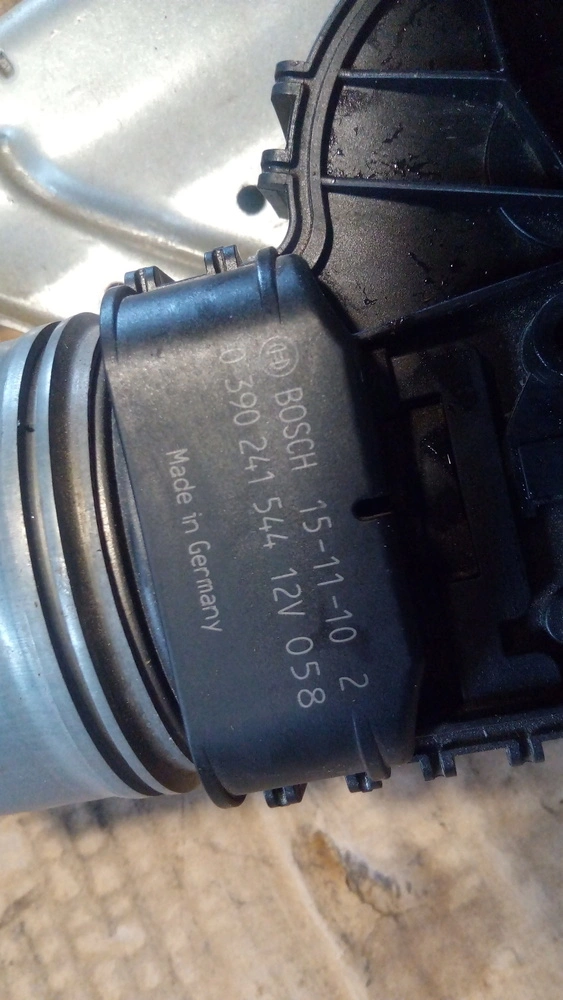 BOSCH 15-11-10 2
0 390 241 544 12V 058
Made in Germany